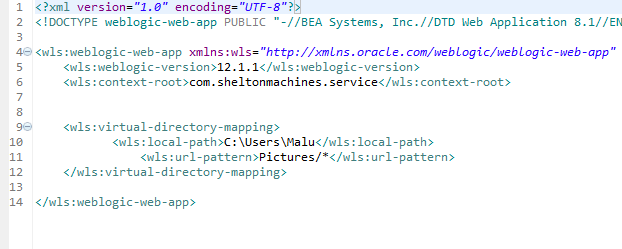 1 <?xml version="1.0" encoding="UTF-8"?>
2 <!DOCTYPE weblogic-web-app PUBLIC "-//BEA Systems, Inc.//DTD Web Application 8.1//EN
3
4 <wls:weblogic-web-app xmlns:wls="http://xmlns.oracle.com/weblogic/weblogic-web-app"
5 <wls:weblogic-version>12.1.1</wls:weblogic-version>
6 <wls:context-root>com.sheltonmachines.service</wls:context-root>
7
8
9 <wls:virtual-directory-mapping>
10 <wls:local-path>C:\Users\Malu</wls:local-path>
11 <wls:url-pattern>Pictures/*</wls:url-pattern>
12 </wls:virtual-directory-mapping>
13
14 </wls:weblogic-web-app>